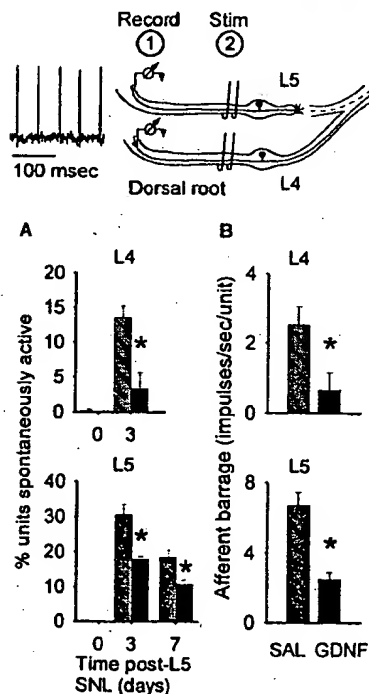 Record Stim
1 2
L5
100 msec
Dorsal root
L4
A B
L4 L4
% units spontaneously active
20
15
10
5
0
*
0 3
Afferent barrage (impulses/sec/unit)
4
2
0
*
L5 L5
40
30
20
10
0
* *
0 3 7
Time post-L5
SNL (days)
8
4
0
*
SAL GDNF